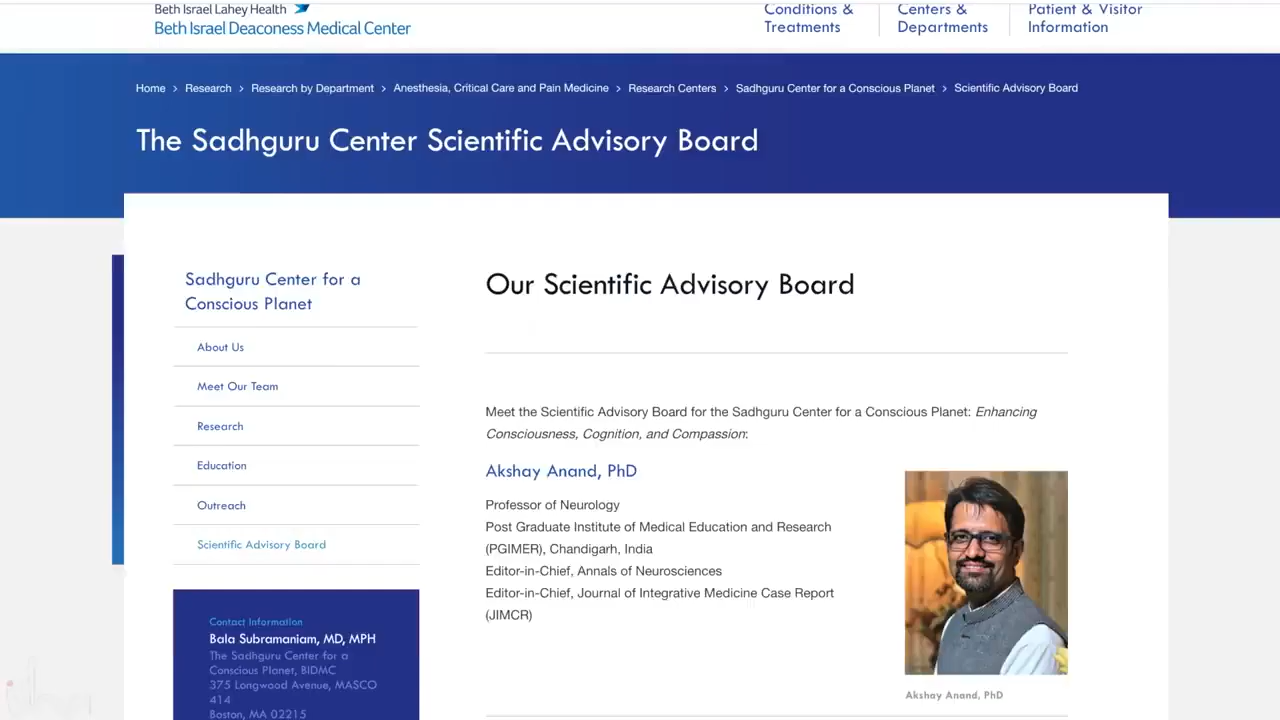 Beth Israel Lahey Health
Beth Israel Deaconess Medical Center
Conditions &
Treatments
Centers &
Departments
Patient & Visitor
Information
Home > Research > Research by Department > Anesthesia, Critical Care and Pain Medicine > Research Centers > Sadhguru Center for a Conscious Planet > Scientific Advisory Board
The Sadhguru Center Scientific Advisory Board
Sadhguru Center for a
Conscious Planet
About Us
Meet Our Team
Research
Education
Outreach
Scientific Advisory Board
Contact Information
Bala Subramaniam, MD, MPH
The Sadhguru Center for a
Conscious Planet, BIDMC
375 Longwood Avenue, MASCO
414
Boston, MA 02215
Our Scientific Advisory Board
Meet the Scientific Advisory Board for the Sadhguru Center for a Conscious Planet: Enhancing
Consciousness, Cognition, and Compassion:
Akshay Anand, PhD
Professor of Neurology
Post Graduate Institute of Medical Education and Research
(PGIMER), Chandigarh, India
Editor-in-Chief, Annals of Neurosciences
Editor-in-Chief, Journal of Integrative Medicine Case Report
(JIMCR)
Akshay Anand, PhD